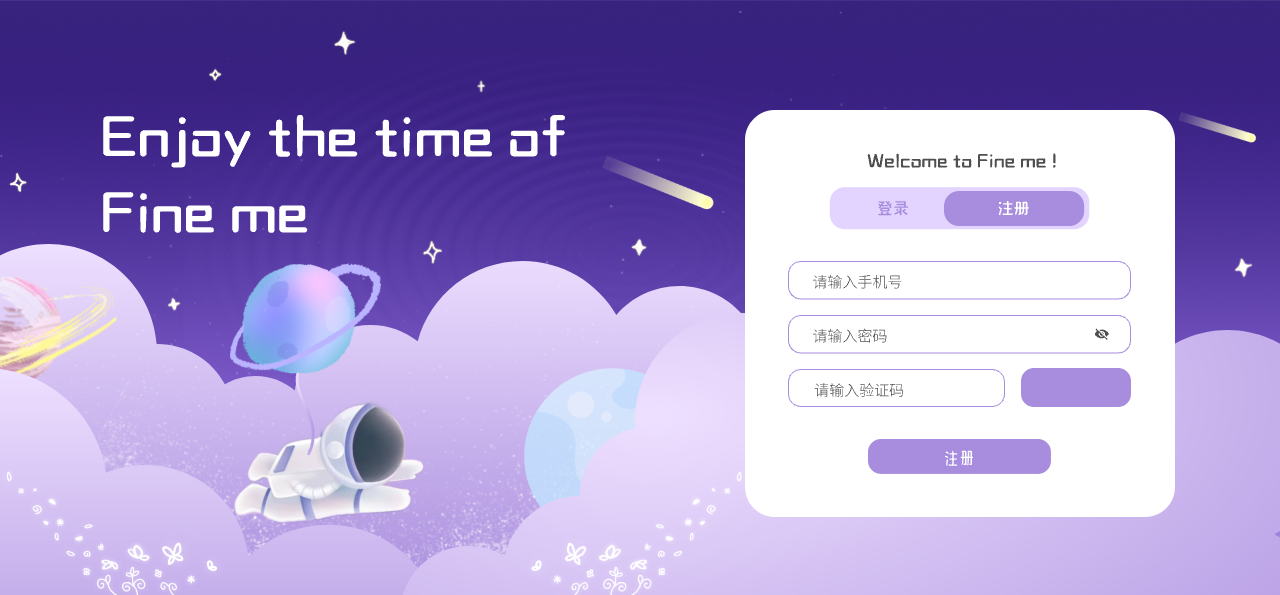 Enjoy the time of
Fine me
Welcome to Fine me !
登录 注册
请输入手机号
请输入密码
请输入验证码
注册